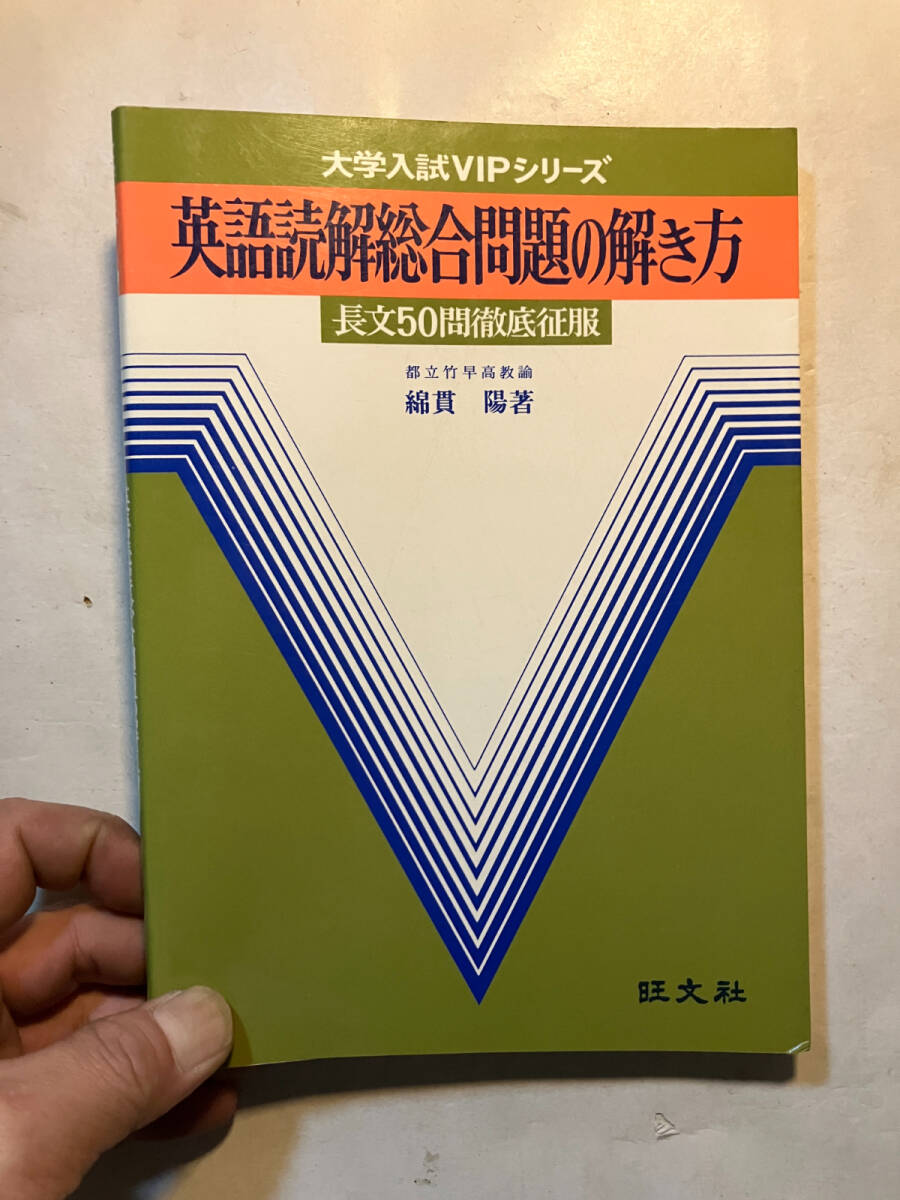 大学入試VIPシリーズ
英語読解総合問題の解き方
長文50問徹底征服
都立竹早高教諭
綿貫 陽著
旺文社